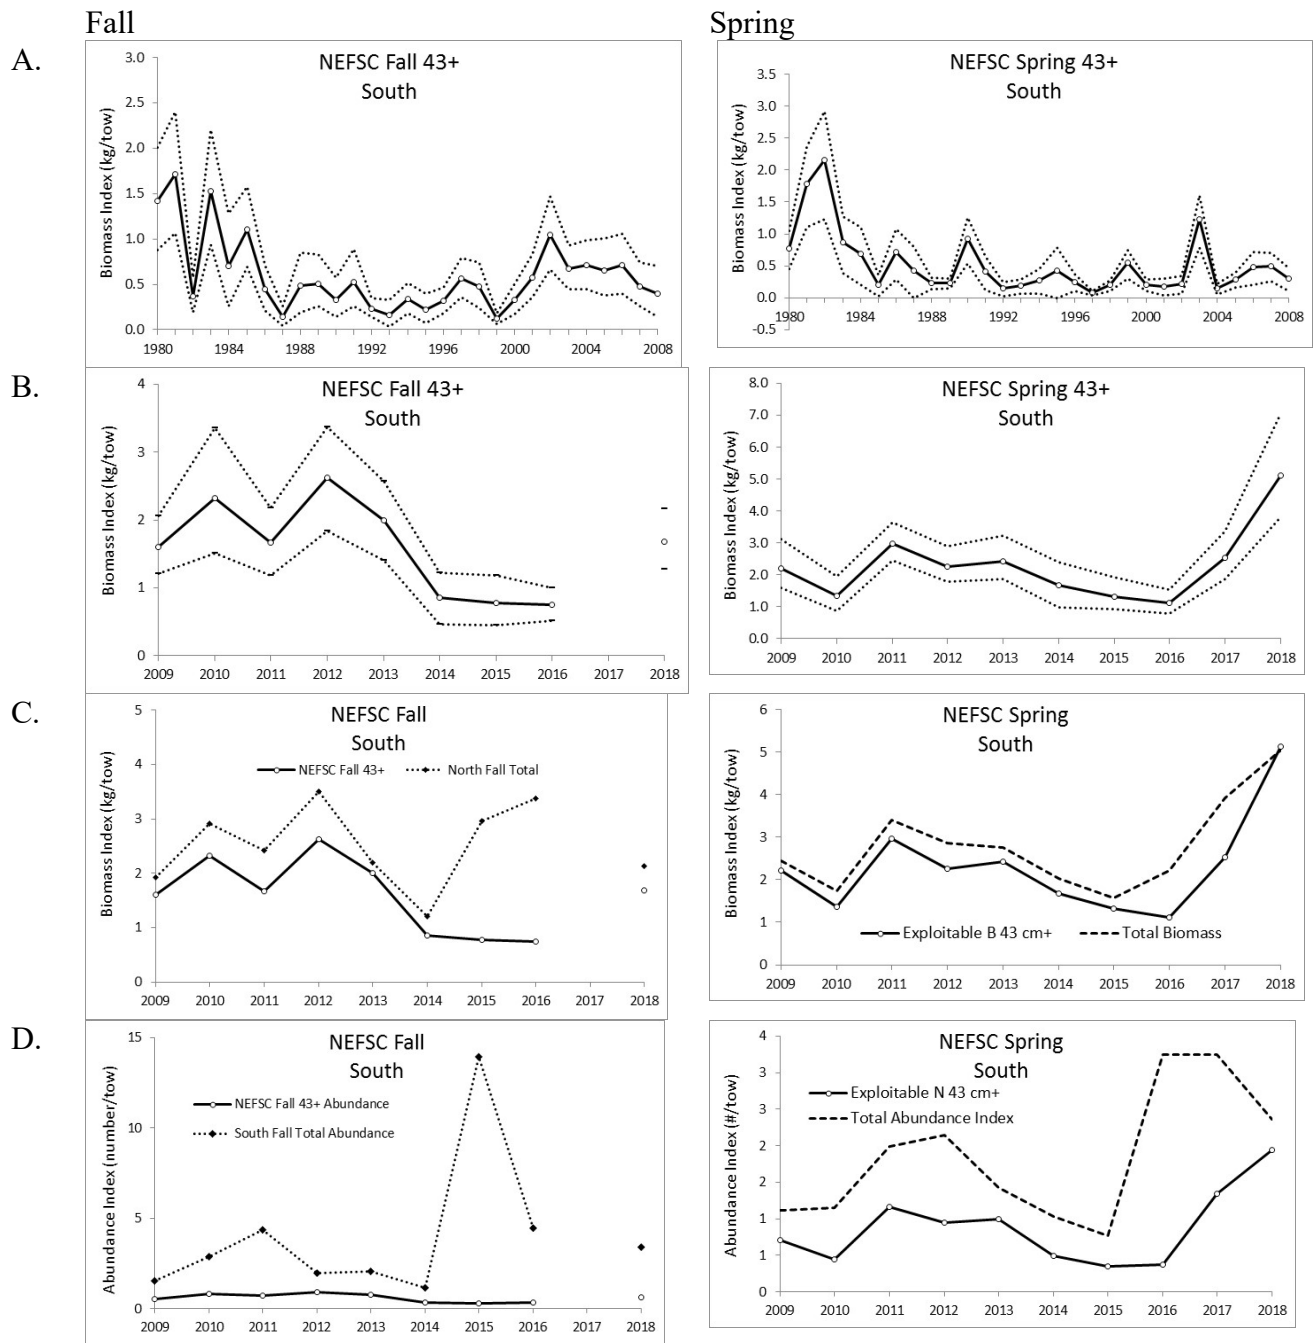 Fall
Spring
A.
NEFSC Fall 43+
South
Biomass Index (kg/tow)
3.0
2.5
2.0
1.5
1.0
0.5
0.0
1980 1984 1988 1992 1996 2000 2004 2008
NEFSC Spring 43+
South
Biomass Index (kg/tow)
3.5
3.0
2.5
2.0
1.5
1.0
0.5
0.0
-0.5
1980 1984 1988 1992 1996 2000 2004 2008
B.
NEFSC Fall 43+
South
Biomass Index (kg/tow)
4
3
2
1
0
2009 2010 2011 2012 2013 2014 2015 2016 2017 2018
NEFSC Spring 43+
South
Biomass Index (kg/tow)
8.0
7.0
6.0
5.0
4.0
3.0
2.0
1.0
0.0
2009 2010 2011 2012 2013 2014 2015 2016 2017 2018
C.
NEFSC Fall
South
NEFSC Fall 43+ North Fall Total
Biomass Index (kg/tow)
5
4
3
2
1
0
2009 2010 2011 2012 2013 2014 2015 2016 2017 2018
NEFSC Spring
South
Biomass Index (kg/tow)
6
5
4
3
2
1
0
Exploitable B 43 cm+ Total Biomass
2009 2010 2011 2012 2013 2014 2015 2016 2017 2018
D.
NEFSC Fall
South
NEFSC Fall 43+ Abundance
South Fall Total Abundance
Abundance Index (number/tow)
15
10
5
0
2009 2010 2011 2012 2013 2014 2015 2016 2017 2018
NEFSC Spring
South
Exploitable N 43 cm+
Total Abundance Index
Abundance Index (#/tow)
4
3
3
2
2
1
1
0
2009 2010 2011 2012 2013 2014 2015 2016 2017 2018